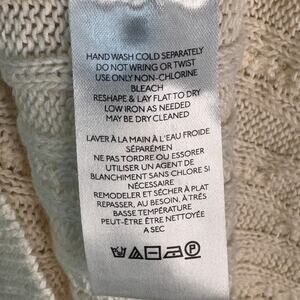 HAND WASH COLD SEPARATELY
DO NOT WRING OR TWIST
USE ONLY NON-CHLORINE
BLEACH
RESHAPE & LAY FLAT TO DRY
LOW IRON AS NEEDED
MAY BE DRY CLEANED
LAVER À LA MAIN À L'EAU FROIDE
SÉPARÉMEN
NE PAS TORDRE OU ESSORER
UTILISER UN AGENT DE
BLANCHIMENT SANS CHLORE SI
NÉCESSAIRE
REMODELER ET SÉCHER À PLAT
REPASSER, AU BESOIN, À TRÈS
BASSE TEMPÉRATURE
PEUT-ÊTRE ÊTRE NETTOYÉE
A SEC